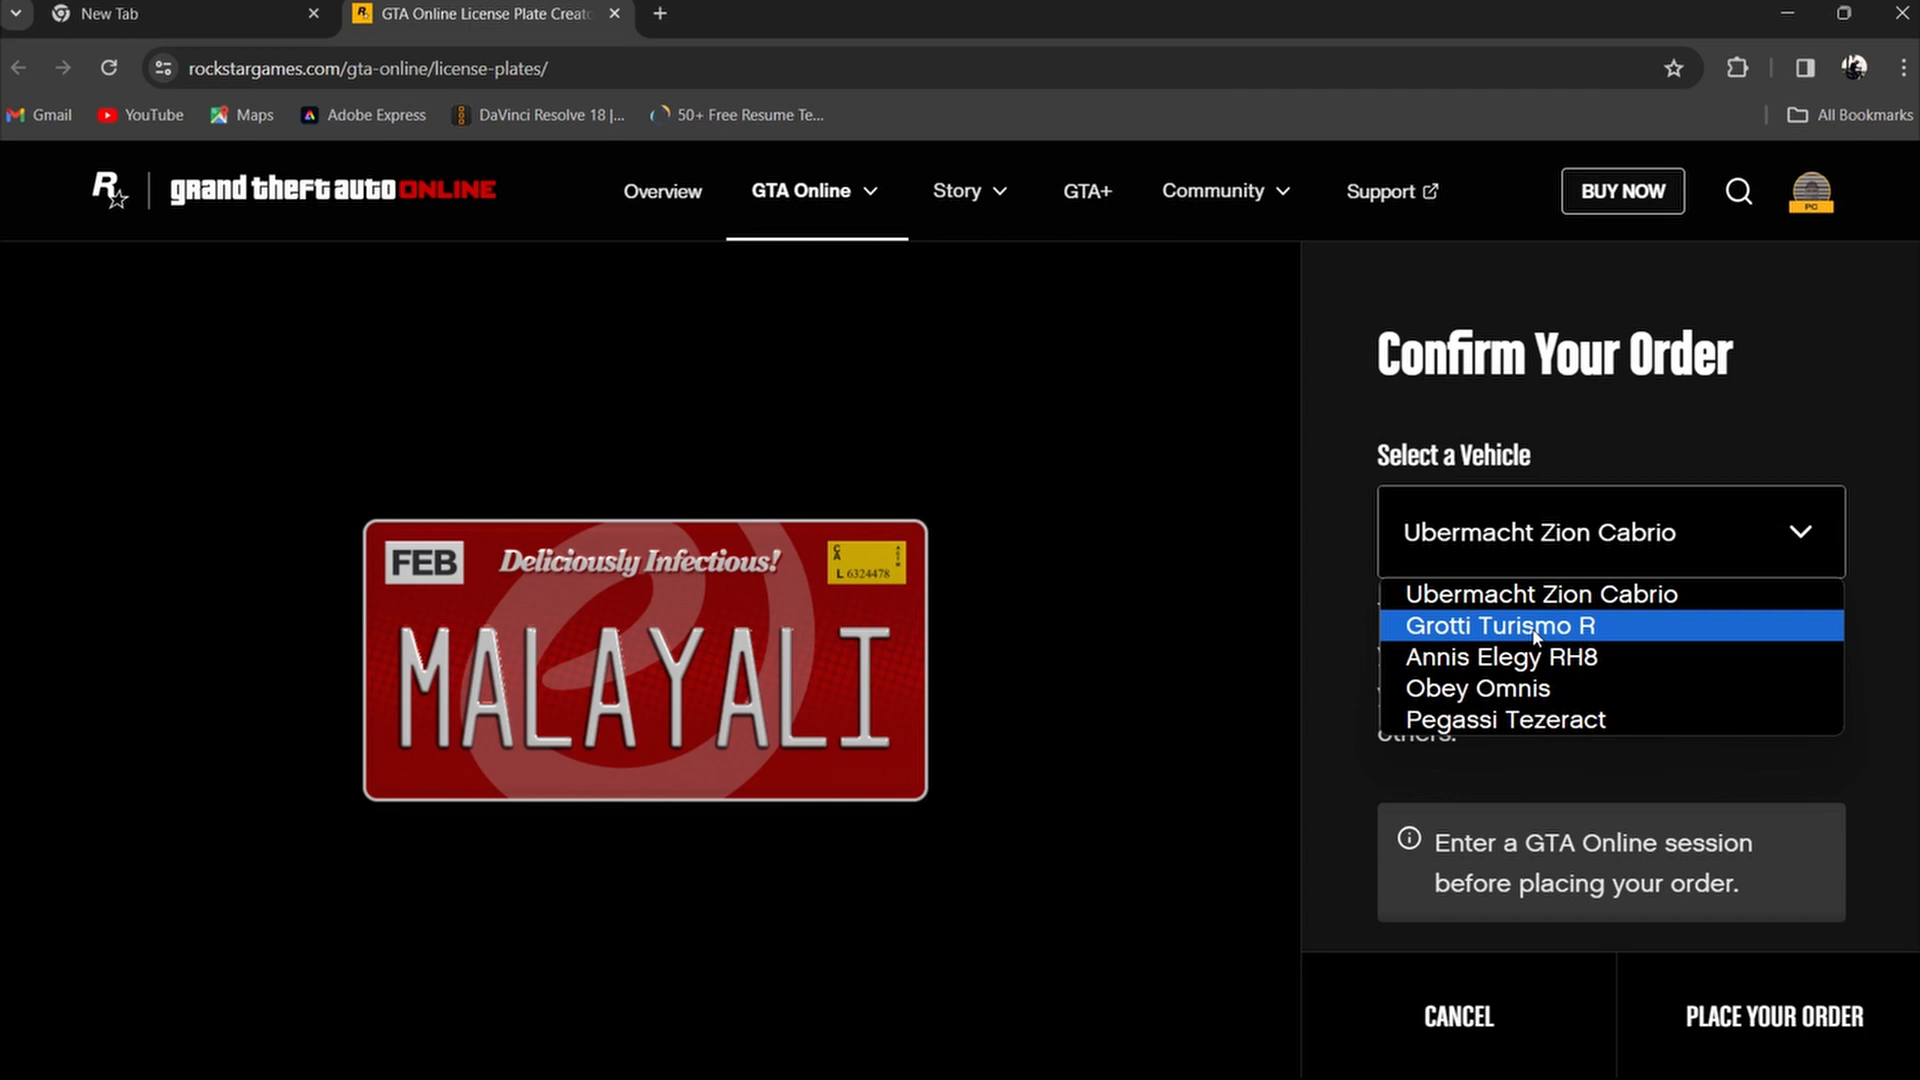 New Tab
GTA Online License Plate Creato
rockstargames.com/gta-online/license-plates/
Gmail
YouTube
Maps
Adobe Express
DaVinci Resolve 18 |...
50+ Free Resume Te...
All Bookmarks
R
grand theft auto ONLINE
Overview
GTA Online
Story
GTA+
Community
Support
BUY NOW
PC
FEB
Deliciously Infectious!
CA
L 6324478
MALAYALI
Confirm Your Order
Select a Vehicle
Ubermacht Zion Cabrio
Ubermacht Zion Cabrio
Grotti Turismo R
Annis Elegy RH8
Obey Omnis
Pegassi Tezeract
others.
Enter a GTA Online session
before placing your order.
CANCEL
PLACE YOUR ORDER